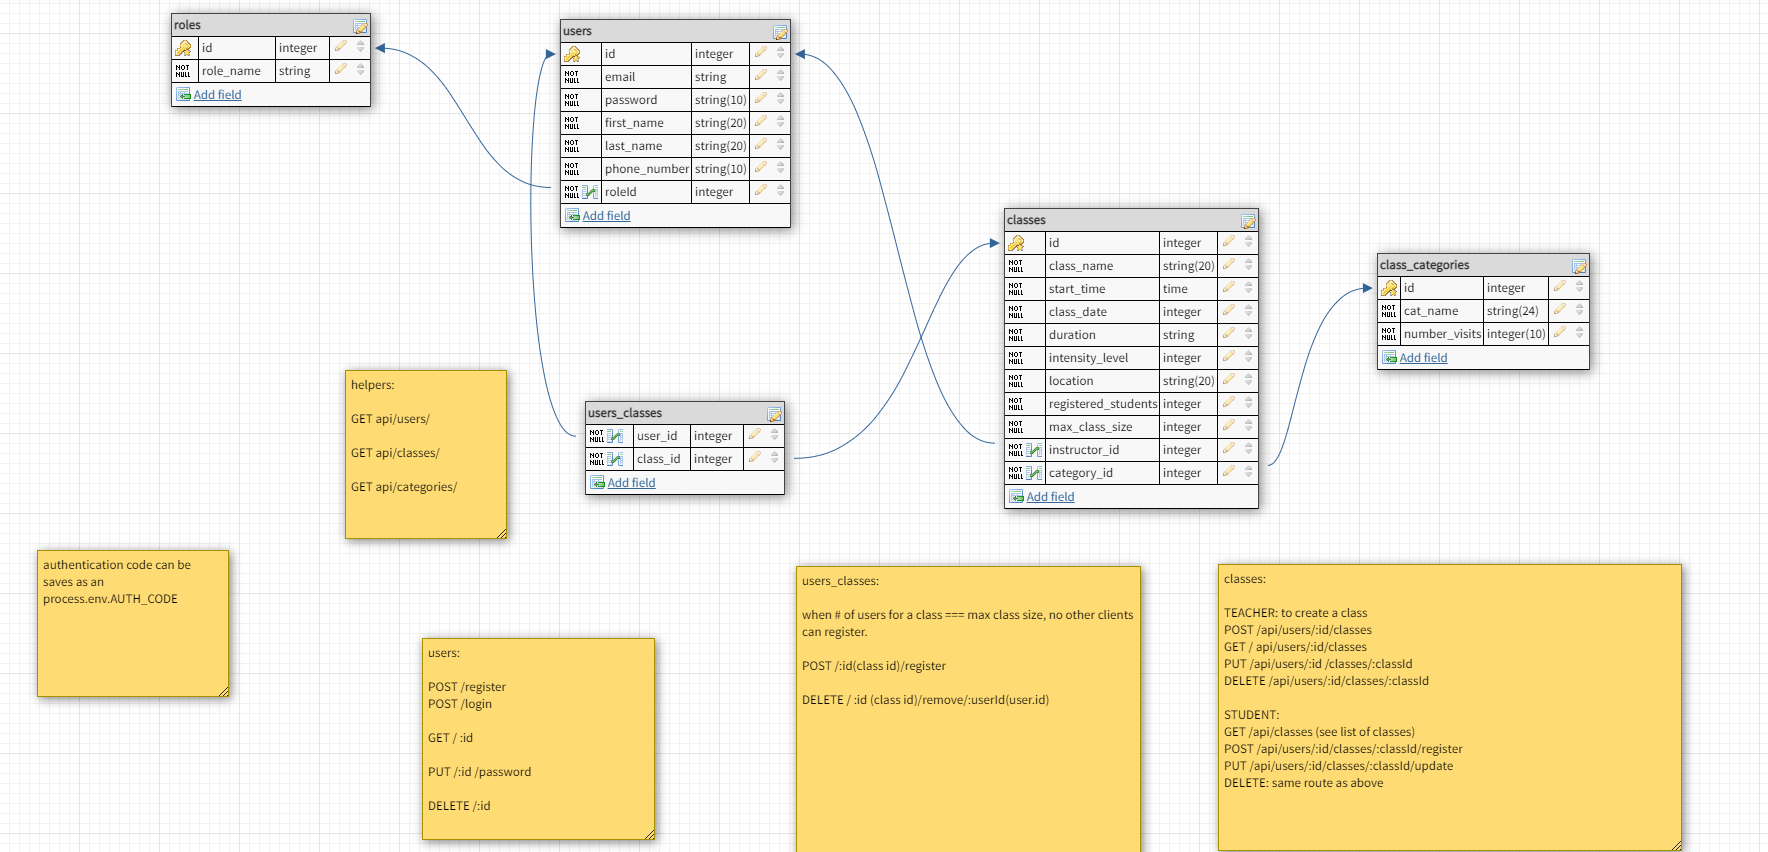 roles
id integer
NOT NULL role_name string
Add field
users
id integer
NOT NULL email string
NOT NULL password string(10)
NOT NULL first_name string(20)
NOT NULL last_name string(20)
NOT NULL phone_number string(10)
NOT NULL roleId integer
Add field
classes
id integer
NOT NULL class_name string(20)
NOT NULL start_time time
NOT NULL class_date integer
NOT NULL duration string
NOT NULL intensity_level integer
NOT NULL location string(20)
NOT NULL registered_students integer
NOT NULL max_class_size integer
NOT NULL instructor_id integer
NOT NULL category_id integer
Add field
class_categories
id integer
NOT NULL cat_name string(24)
NOT NULL number_visits integer(10)
Add field
users_classes
NOT NULL user_id integer
NOT NULL class_id integer
Add field
helpers:
GET api/users/
GET api/classes/
GET api/categories/
authentication code can be
saves as an
process.env.AUTH_CODE
users:
POST /register
POST /login
GET / :id
PUT /:id /password
DELETE /:id
users_classes:
when # of users for a class === max class size, no other clients
can register.
POST /:id(class id)/register
DELETE / :id (class id)/remove/:userId(user.id)
classes:
TEACHER: to create a class
POST /api/users/:id/classes
GET / api/users/:id/classes
PUT /api/users/:id /classes/:classId
DELETE /api/users/:id/classes/:classId
STUDENT:
GET /api/classes (see list of classes)
POST /api/users/:id/classes/:classId/register
PUT /api/users/:id/classes/:classId/update
DELETE: same route as above